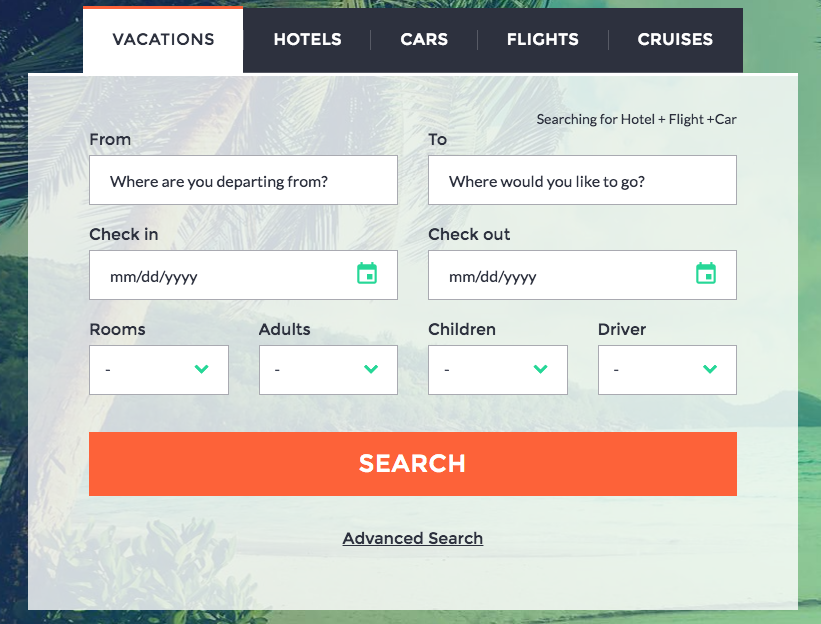 VACATIONS HOTELS CARS FLIGHTS CRUISES
Searching for Hotel + Flight +Car
From To
Where are you departing from? Where would you like to go?
Check in Check out
mm/dd/yyyy mm/dd/yyyy
Rooms Adults Children Driver
- - - -
SEARCH
Advanced Search